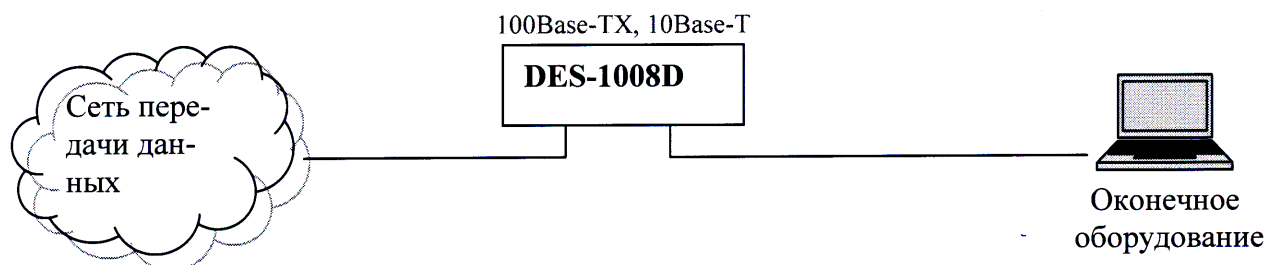 100Base-TX, 10Base-T
DES-1008D
Сеть пере-
дачи дан-
ных
Оконечное
оборудование